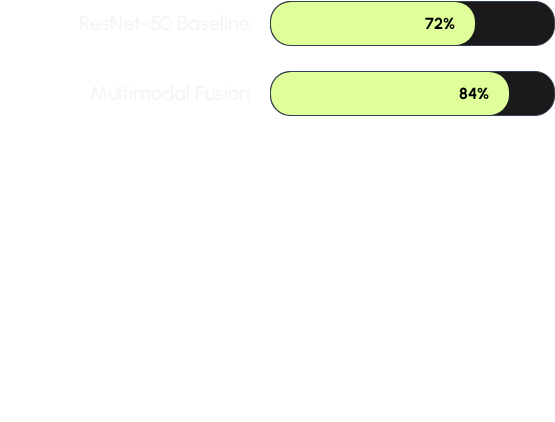 ResNet-50 Baseline 72%
Multimodal Fusion 84%